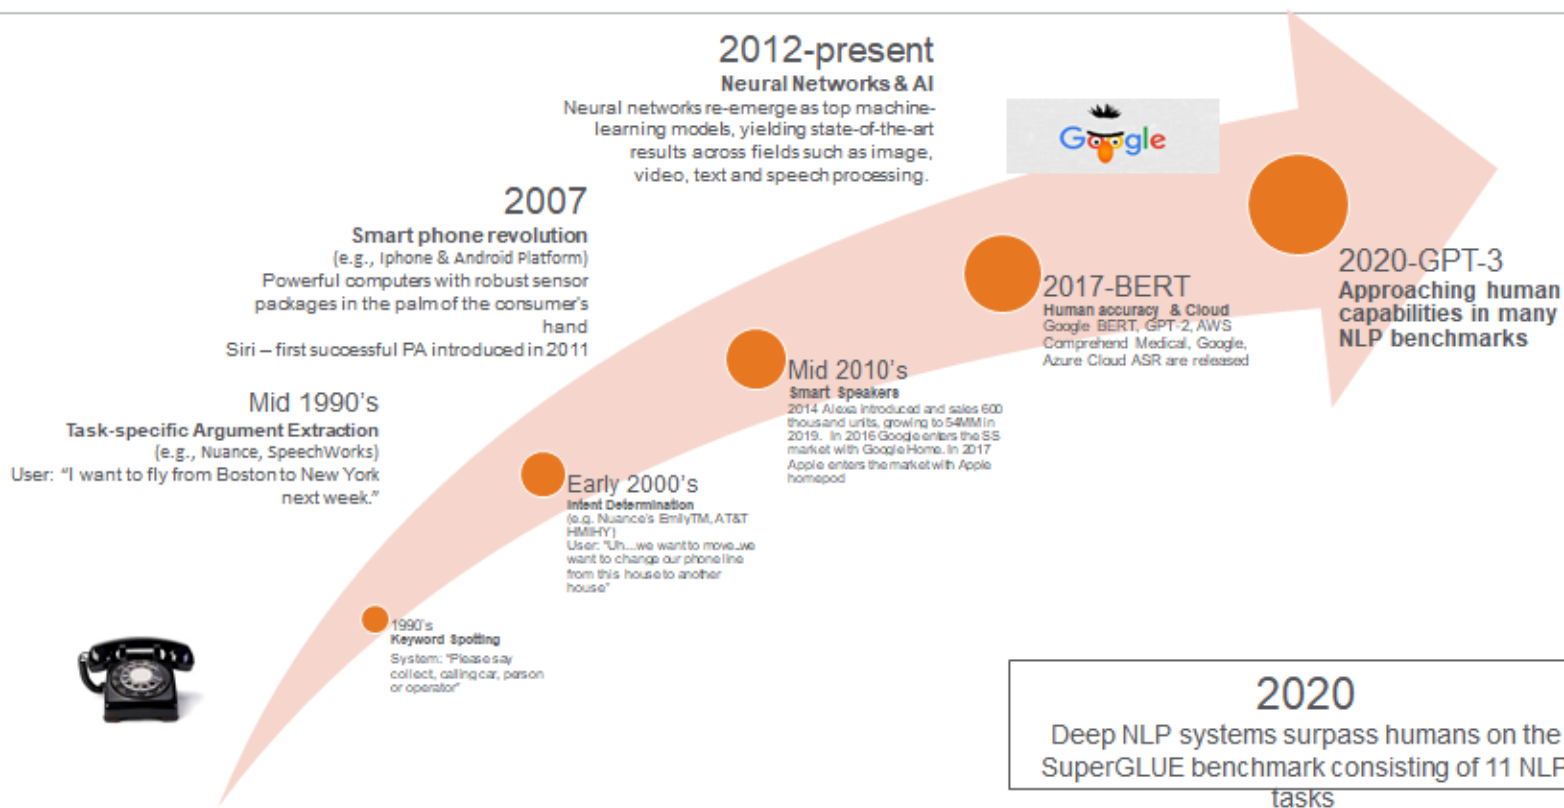 2012-present
Neural Networks & AI
Neural networks re-emerge as top machine-
learning models, yielding state-of-the-art
results across fields such as image,
video, text and speech processing.
Google
2007
Smart phone revolution
(e.g., Iphone & Android Platform)
Powerful computers with robust sensor
packages in the palm of the consumer's
hand
Siri – first successful PA introduced in 2011
2020-GPT-3
Approaching human
capabilities in many
NLP benchmarks
2017-BERT
Human accuracy & Cloud
Google BERT, GPT-2, AWS
Comprehend Medical, Google,
Azure Cloud ASR are released
Mid 2010's
Smart Speakers
2014 Alexa introduced and sales 600
thousand units, growing to 54MM in
2019. In 2016 Google enters the SS
market with Google Home. In 2017
Apple enters the market with Apple
homepod
Mid 1990's
Task-specific Argument Extraction
(e.g., Nuance, SpeechWorks)
User: “I want to fly from Boston to New York
next week.”
Early 2000's
Intent Determination
(e.g. Nuance's EmilyTM, AT&T
HMIHY)
User: “Uh...we want to move..we
want to change our phone line
from this house to another
house”
1990's
Keyword Spotting
System: “Please say
collect, calling car, person
or operator”
2020
Deep NLP systems surpass humans on the
SuperGLUE benchmark consisting of 11 NLP
tasks